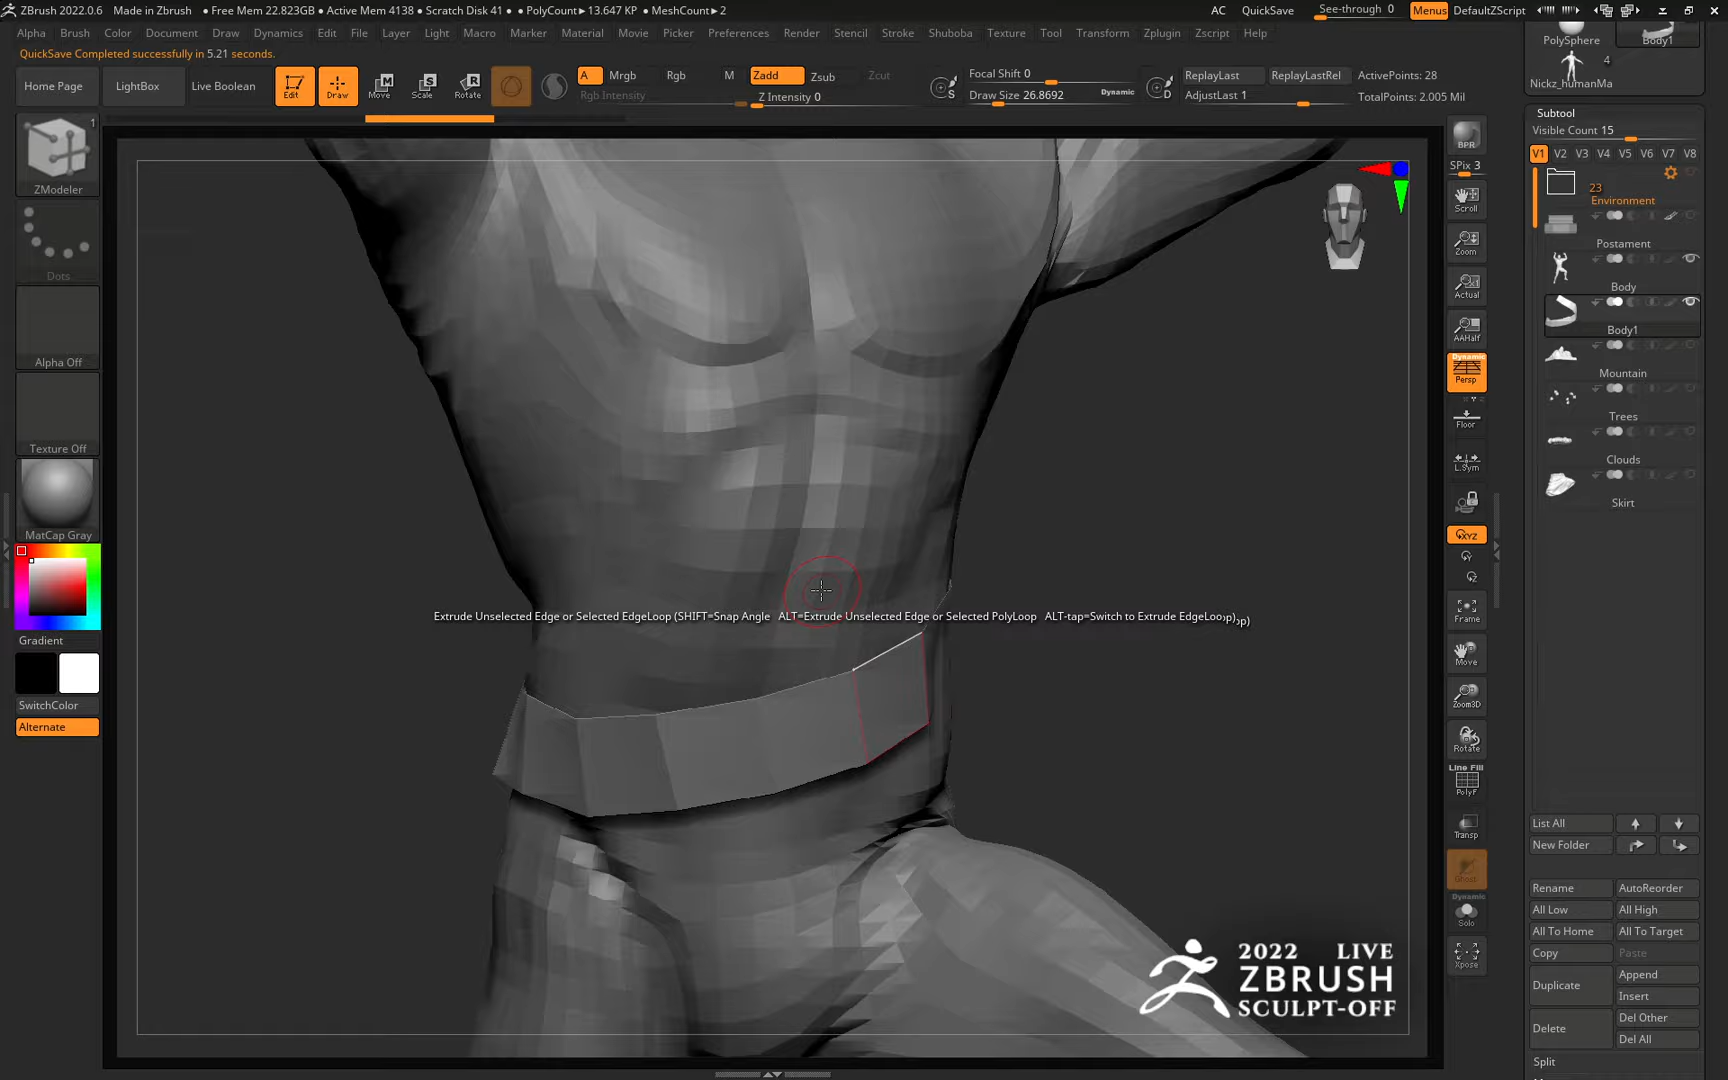 ZBrush 2022.0.6 Made in Zbrush • Free Mem 22.823GB • Active Mem 4138 • Scratch Disk 41 • PolyCount►13.647 KP • MeshCount►2 AC QuickSave See-through 0 Menus DefaultZScript
Alpha Brush Color Document Draw Dynamics Edit File Layer Light Macro Marker Material Movie Picker Preferences Render Stencil Stroke Shuboba Texture Tool Transform Zplugin Zscript Help
QuickSave Completed successfully in 5.21 seconds.
Home Page LightBox Live Boolean Edit Draw Move Scale Rotate
A Mrgb Rgb M Zadd Zsub Zcut
Rgb Intensity Z Intensity 0
S Focal Shift 0
Draw Size 26.8692 Dynamic D
ReplayLast ReplayLastRel ActivePoints: 28
AdjustLast 1 TotalPoints: 2.005 Mil
1
ZModeler
Dots
Alpha Off
Texture Off
MatCap Gray
Gradient
SwitchColor
Alternate
Extrude Unselected Edge or Selected EdgeLoop (SHIFT=Snap Angle ALT=Extrude Unselected Edge or Selected PolyLoop ALT-tap=Switch to Extrude EdgeLoop)
2022 LIVE
ZBRUSH
SCULPT-OFF
BPR
SPix 3
Scroll
Zoom
Actual
AAHalf
Dynamic
Persp
Floor
L.Sym
XYZ
Y
Z
Frame
Move
Zoom3D
Rotate
Line Fill
PolyF
Transp
Ghost
Dynamic
Solo
Xpose
PolySphere Body1
4
Nickz_humanMa
Subtool
Visible Count 15
V1 V2 V3 V4 V5 V6 V7 V8
23
Environment
Postament
Body
Body1
Mountain
Trees
Clouds
Skirt
List All
New Folder
Rename AutoReorder
All Low All High
All To Home All To Target
Copy Paste
Duplicate Append
Insert
Delete Del Other
Del All
Split